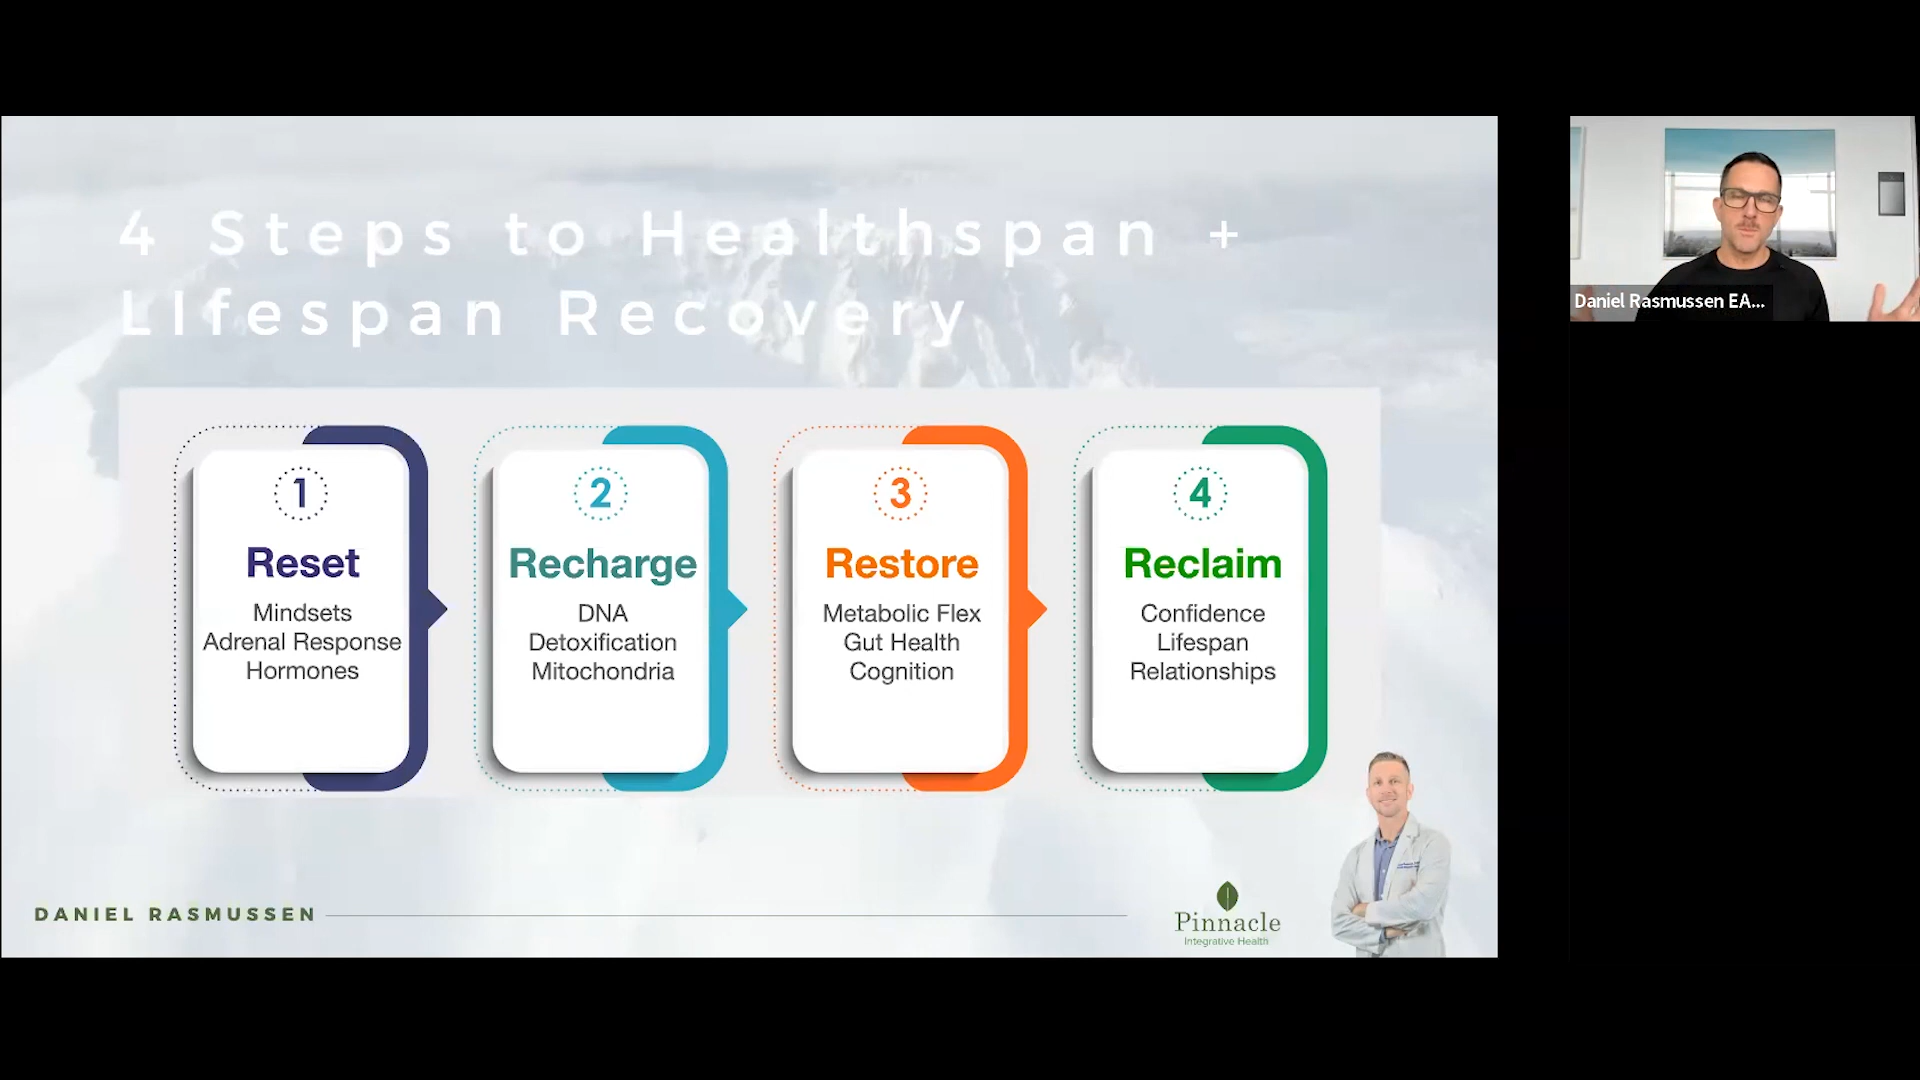 4 Steps to Healthspan +
LIfespan Recovery
1
Reset
Mindsets
Adrenal Response
Hormones
2
Recharge
DNA
Detoxification
Mitochondria
3
Restore
Metabolic Flex
Gut Health
Cognition
4
Reclaim
Confidence
Lifespan
Relationships
DANIEL RASMUSSEN
Pinnacle
Integrative Health
Daniel Rasmussen EA...